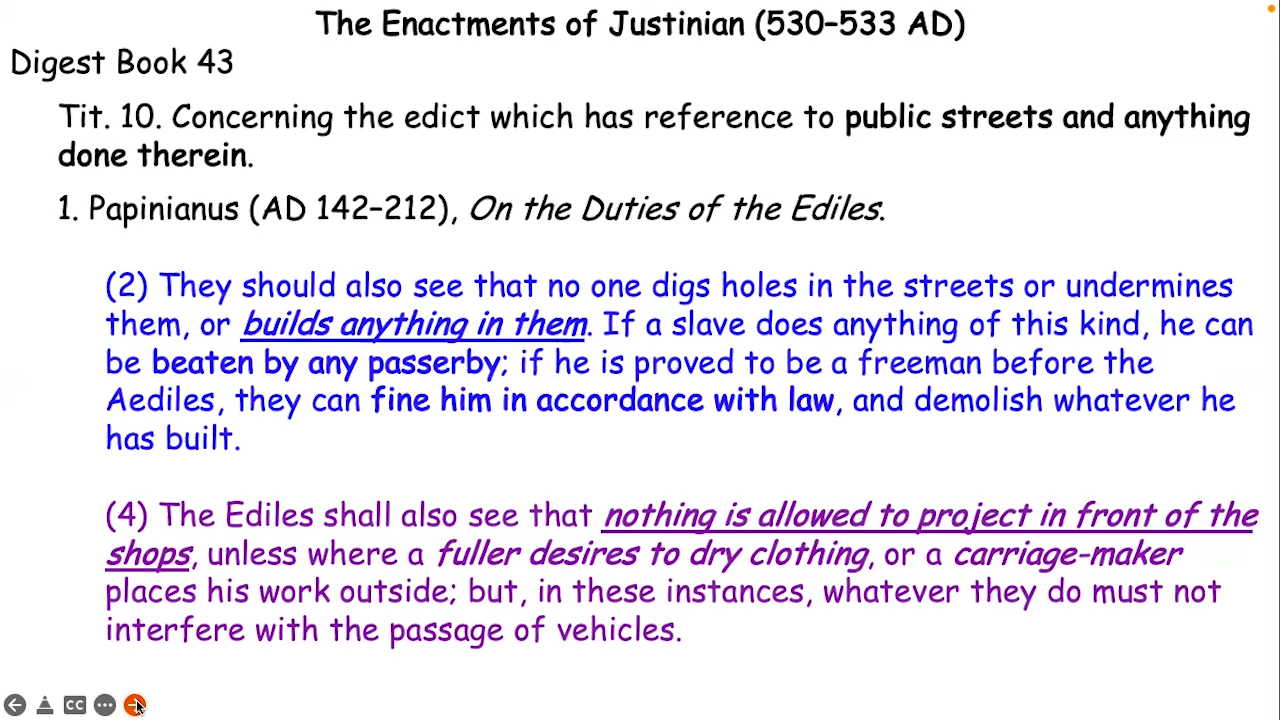 The Enactments of Justinian (530–533 AD)
Digest Book 43
Tit. 10. Concerning the edict which has reference to public streets and anything
done therein.
1. Papinianus (AD 142–212), On the Duties of the Ediles.
(2) They should also see that no one digs holes in the streets or undermines
them, or builds anything in them. If a slave does anything of this kind, he can
be beaten by any passerby; if he is proved to be a freeman before the
Aediles, they can fine him in accordance with law, and demolish whatever he
has built.
(4) The Ediles shall also see that nothing is allowed to project in front of the
shops, unless where a fuller desires to dry clothing, or a carriage-maker
places his work outside; but, in these instances, whatever they do must not
interfere with the passage of vehicles.
CC